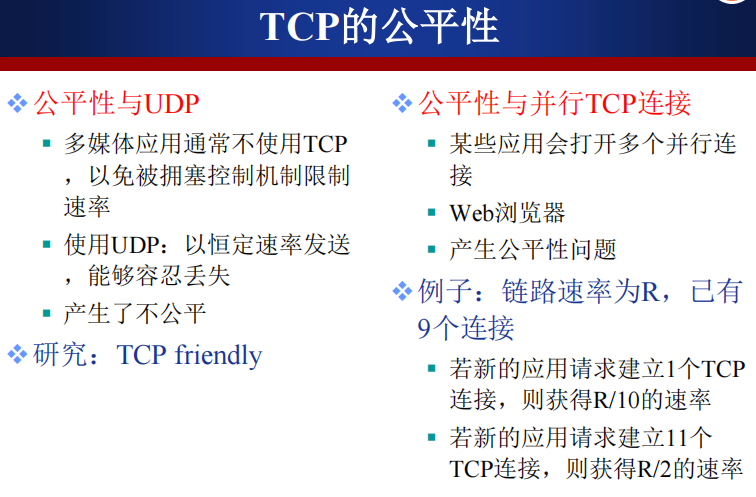 TCP的公平性
公平性与UDP
多媒体应用通常不使用TCP
，以免被拥塞控制机制限制
速率
使用UDP：以恒定速率发送
，能够容忍丢失
产生了不公平
研究：TCP friendly
公平性与并行TCP连接
某些应用会打开多个并行连
接
Web浏览器
产生公平性问题
例子：链路速率为R，已有
9个连接
若新的应用请求建立1个TCP
连接，则获得R/10的速率
若新的应用请求建立11个
TCP连接，则获得R/2的速率